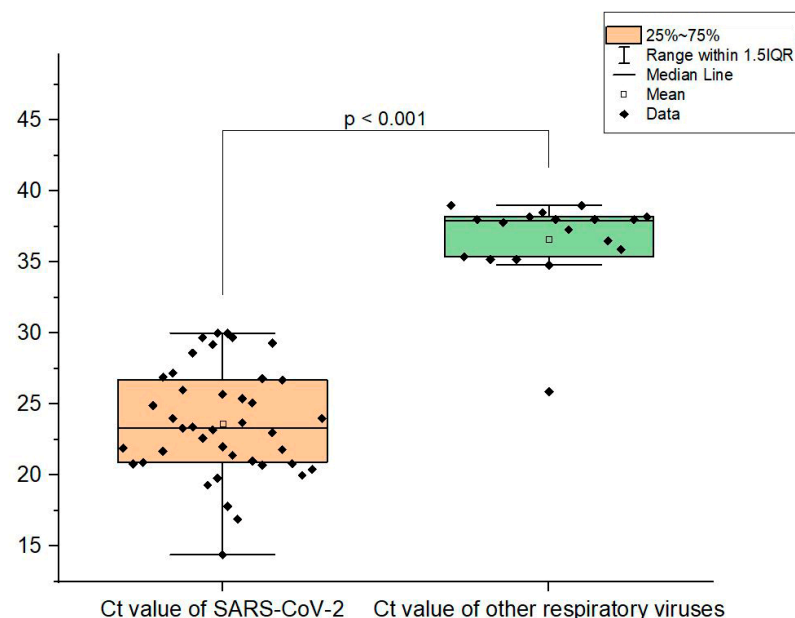 25%~75%
Range within 1.5IQR
Median Line
Mean
Data
p < 0.001
45
40
35
30
25
20
15
Ct value of SARS-CoV-2
Ct value of other respiratory viruses